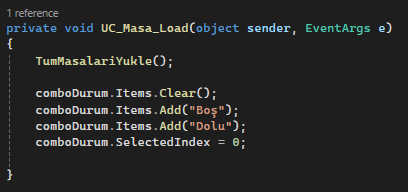 1 reference
private void UC_Masa_Load(object sender, EventArgs e)
{
    TumMasalariYukle();
    comboDurum.Items.Clear();
    comboDurum.Items.Add("Boş");
    comboDurum.Items.Add("Dolu");
    comboDurum.SelectedIndex = 0;
}